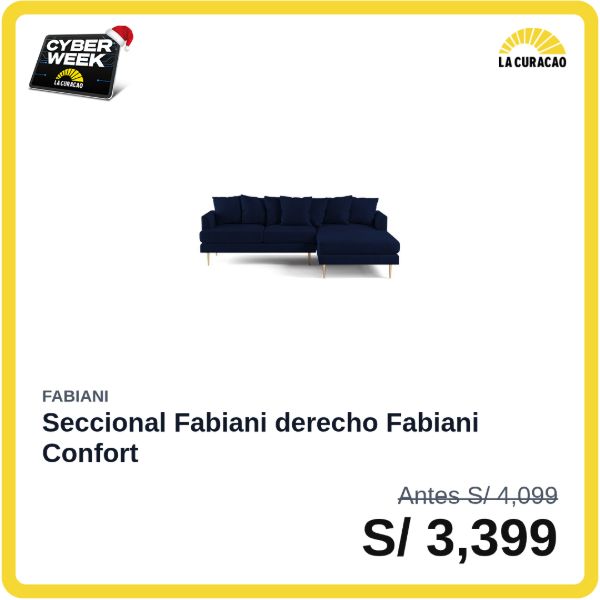 CYBER
WEEK
LA CURACAO
LA CURACAO
FABIANI
Seccional Fabiani derecho Fabiani
Confort
Antes S/ 4,099
S/ 3,399